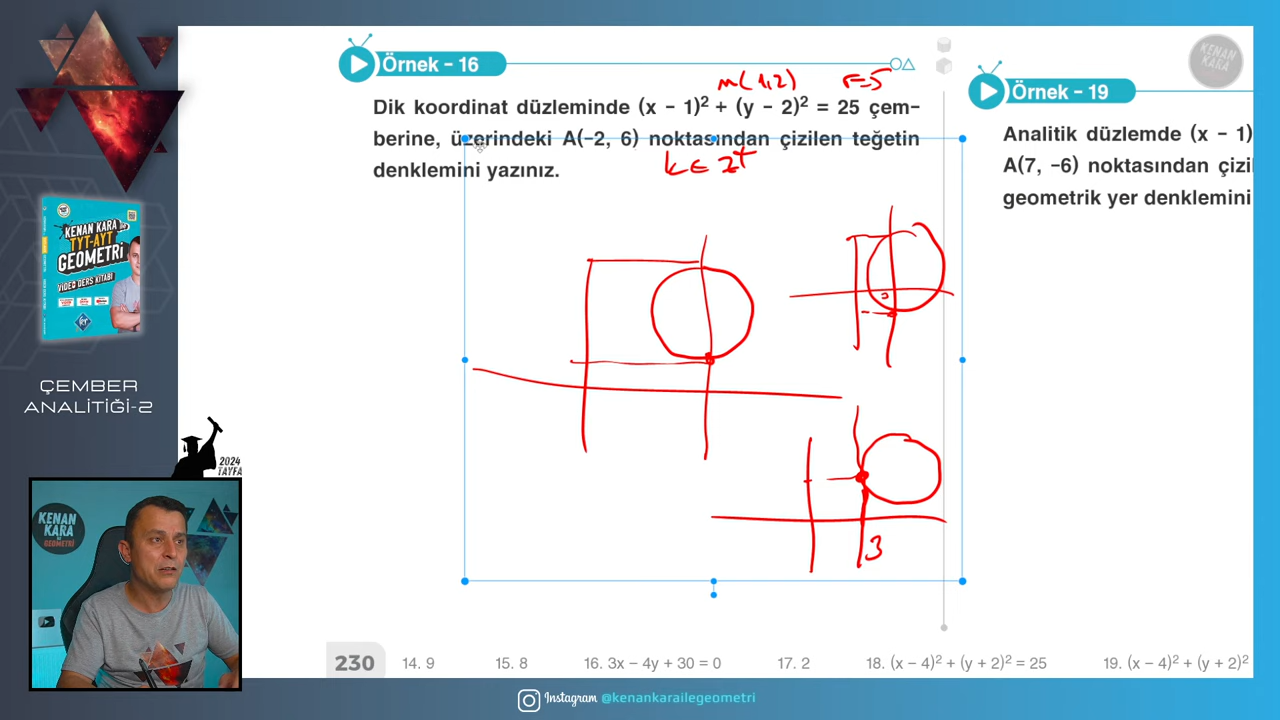 Örnek - 16
m(1,2) r=5
Dik koordinat düzleminde (x − 1)² + (y − 2)² = 25 çem-
berine, üzerindeki A(−2, 6) noktasından çizilen teğetin
denklemini yazınız.
k ∈ Z⁺
3
Örnek - 19
Analitik düzlemde (x − 1)
A(7, −6) noktasından çizi
geometrik yer denklemini
KENAN
KARA
KENAN KARA
TYT-AYT
GEOMETRİ
VİDEO DERS KİTABI
ÇEMBER
ANALİTİĞİ-2
2024
TAYFA
KENAN
KARA
GEOMETRİ
230 14. 9 15. 8 16. 3x − 4y + 30 = 0 17. 2 18. (x − 4)² + (y + 2)² = 25 19. (x − 4)² + (y + 2)²
Instagram @kenankarailegeometri